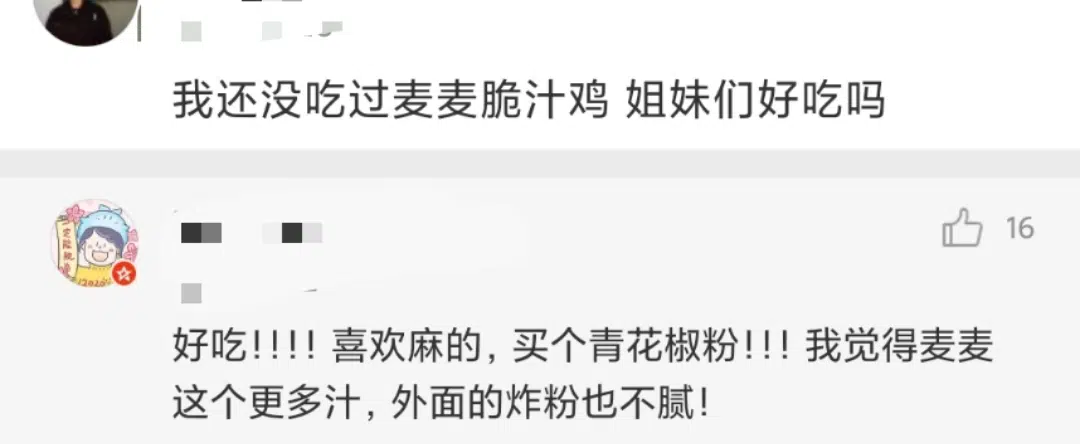 我还没吃过麦麦脆汁鸡 姐妹们好吃吗
16
好吃!!!! 喜欢麻的, 买个青花椒粉!!! 我觉得麦麦
这个更多汁, 外面的炸粉也不腻!